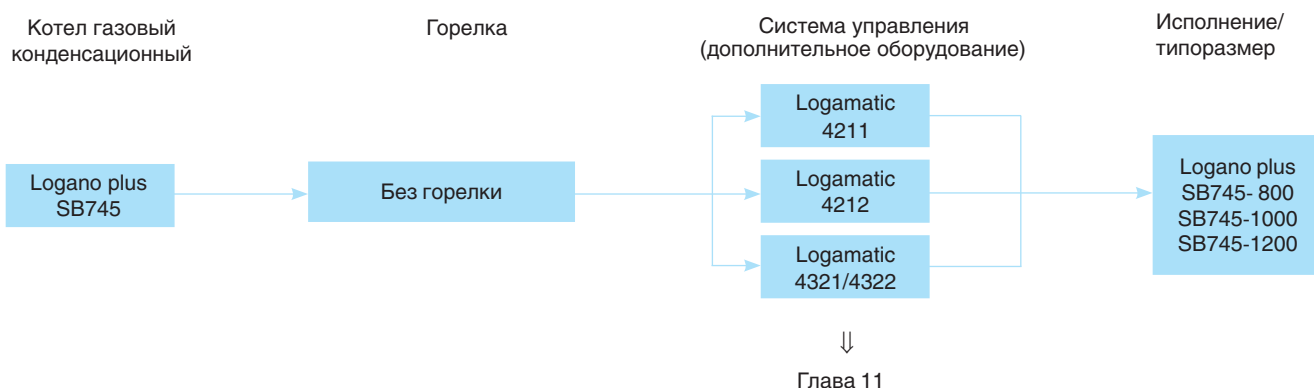 Котел газовый
конденсационный
Горелка
Система управления
(дополнительное оборудование)
Исполнение/
типоразмер
Logano plus
SB745
Без горелки
Logamatic
4211
Logamatic
4212
Logamatic
4321/4322
Logano plus
SB745- 800
SB745-1000
SB745-1200
⇓
Глава 11